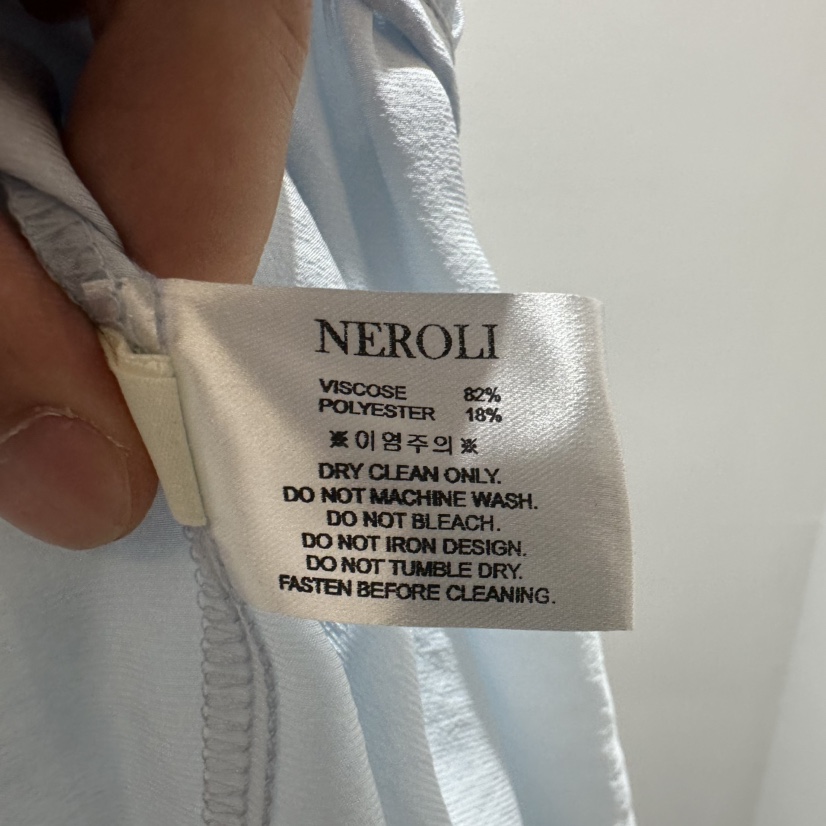 NEROLI
VISCOSE 82%
POLYESTER 18%
※이염주의※
DRY CLEAN ONLY.
DO NOT MACHINE WASH.
DO NOT BLEACH.
DO NOT IRON DESIGN.
DO NOT TUMBLE DRY.
FASTEN BEFORE CLEANING.